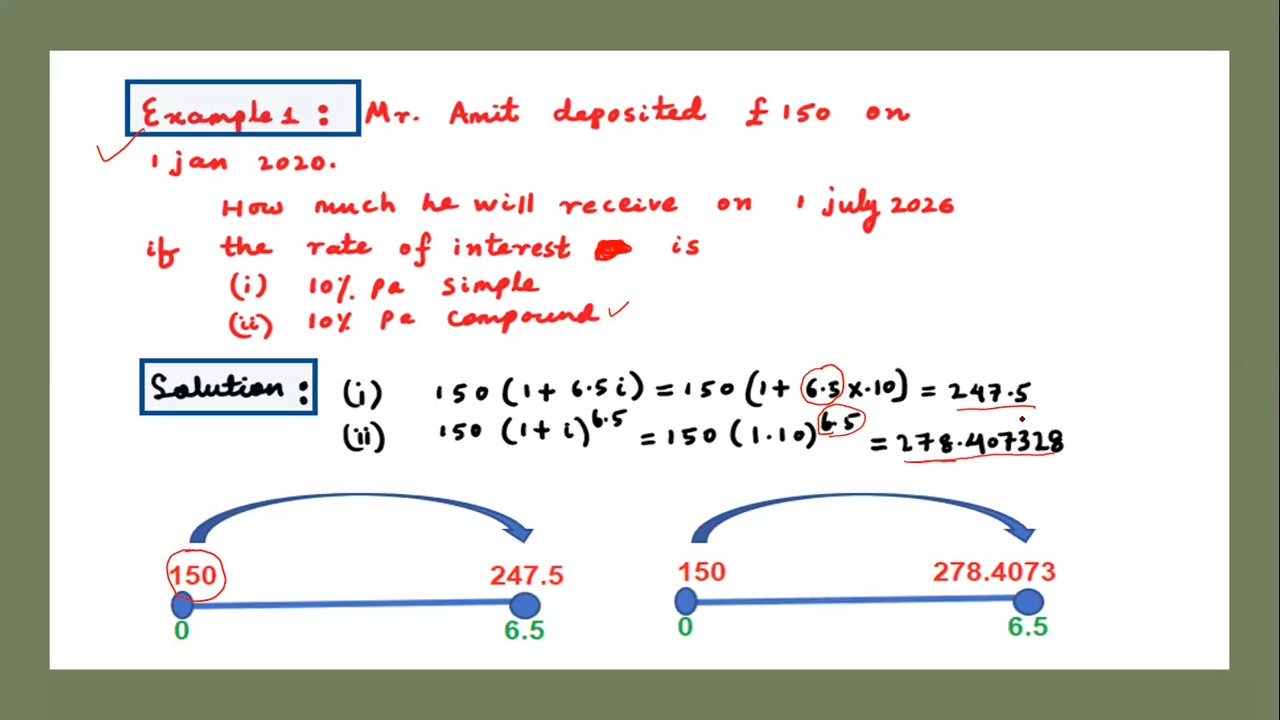 Example 1 : Mr. Amit deposited £ 150 on
1 jan 2020.
How much he will receive on 1 july 2026
if the rate of interest is
(i) 10% pa simple
(ii) 10% pa compound
Solution : (i) 150 (1 + 6.5 i) = 150 (1 + 6.5 x .10) = 247.5
(ii) 150 (1 + i)^6.5 = 150 (1.10)^6.5 = 278.407328
150 247.5 150 278.4073
0 6.5 0 6.5